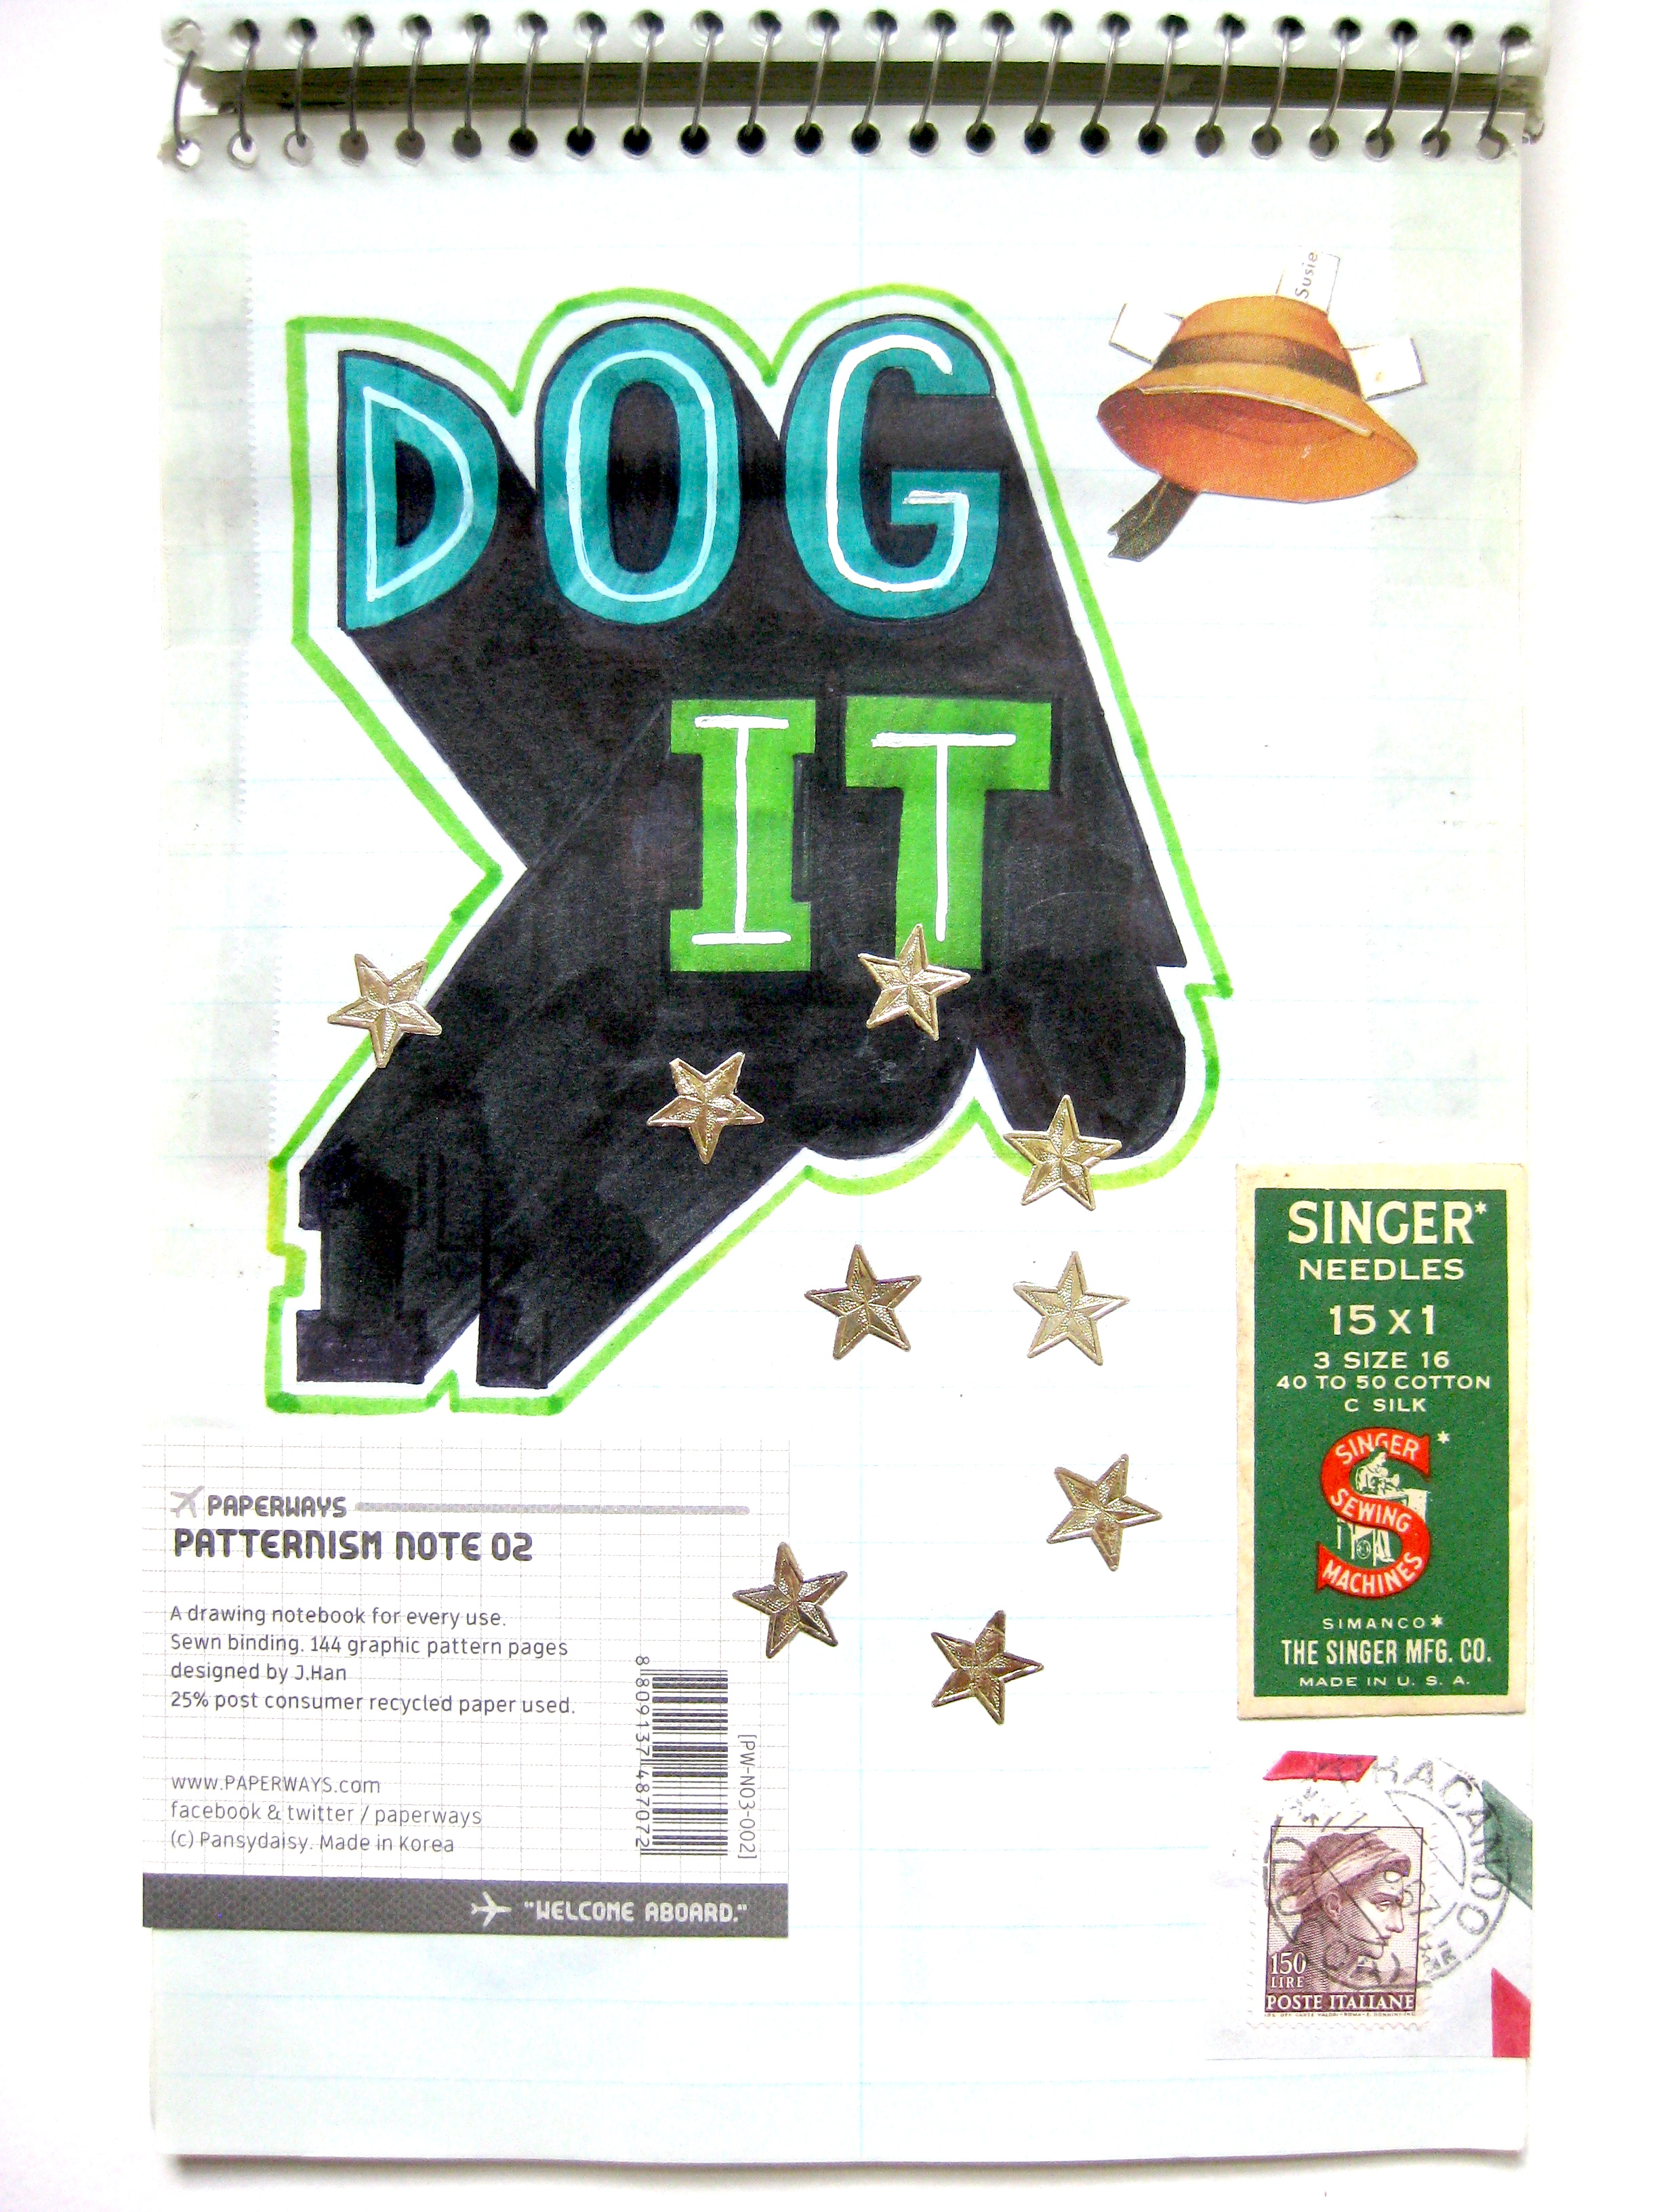 Susie
DOG
IT
SINGER*
NEEDLES
15 X 1
3 SIZE 16
40 TO 50 COTTON
C SILK
SINGER *
SEWING
MACHINES
SIMANCO*
THE SINGER MFG. CO.
MADE IN U. S. A.
PAPERWAYS
PATTERNISM NOTE 02
A drawing notebook for every use.
Sewn binding. 144 graphic pattern pages
designed by J.Han
25% post consumer recycled paper used.
www.PAPERWAYS.com
facebook & twitter / paperways
(c) Pansydaisy. Made in Korea
8 809137 487072
[PW-N03-002]
"WELCOME ABOARD."
150
LIRE
POSTE ITALIANE